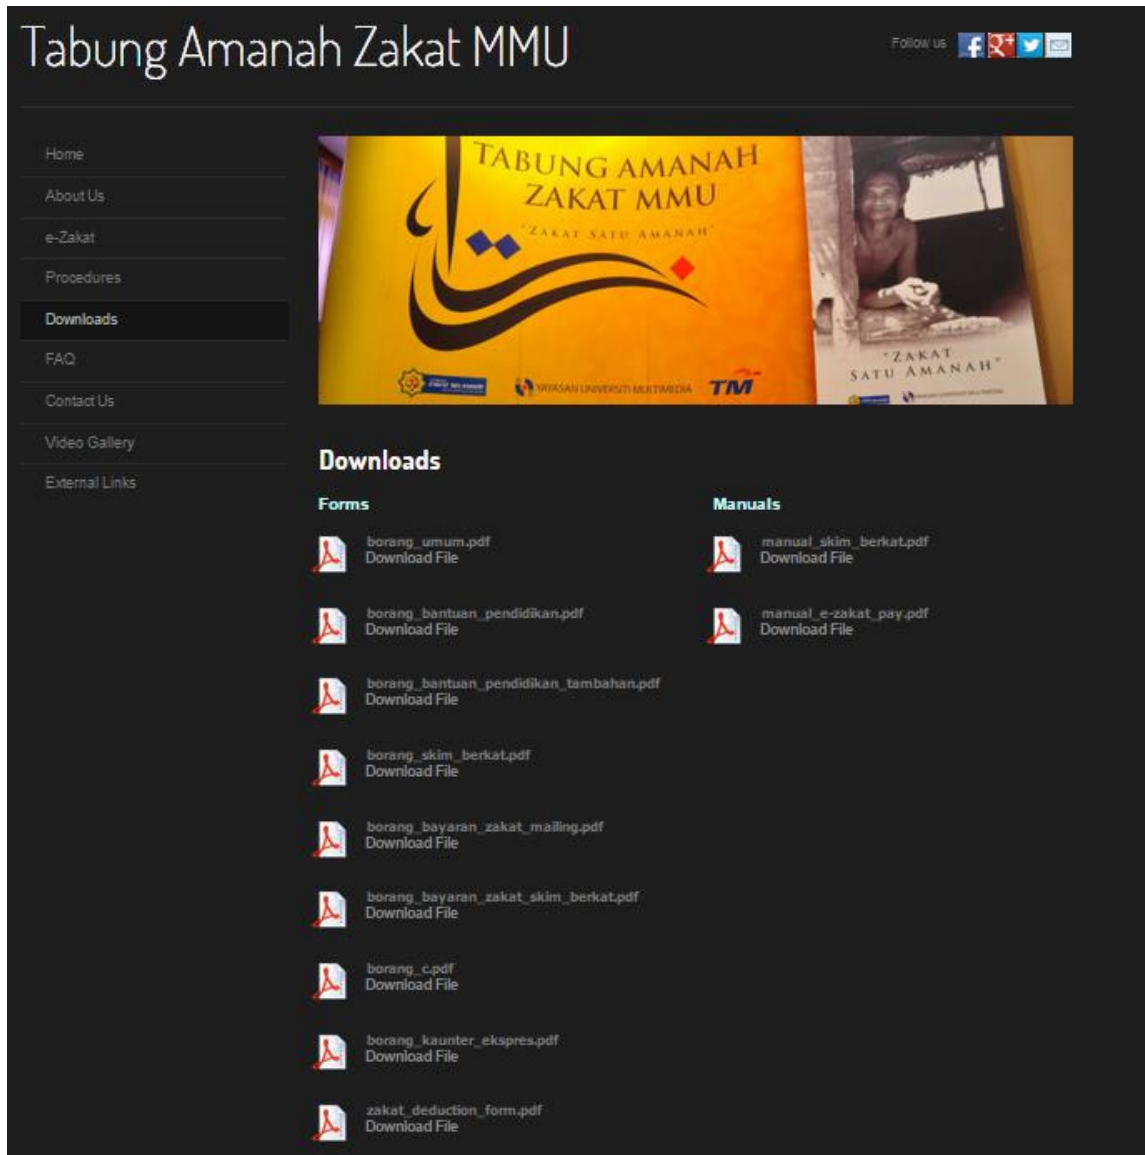 Tabung Amanah Zakat MMU
Follow us
Home
About Us
e-Zakat
Procedures
Downloads
FAQ
Contact Us
Video Gallery
External Links
TABUNG AMANAH
ZAKAT MMU
"ZAKAT SATU AMANAH"
YAYASAN UNIVERSITI MULTIMEDIA
TM
"ZAKAT
SATU AMANAH"
Downloads
Forms
borang_umum.pdf
Download File
borang_bantuan_pendidikan.pdf
Download File
borang_bantuan_pendidikan_tambahan.pdf
Download File
borang_skim_berkat.pdf
Download File
borang_bayaran_zakat_mailing.pdf
Download File
borang_bayaran_zakat_skim_berkat.pdf
Download File
borang_c.pdf
Download File
borang_kaunter_ekspres.pdf
Download File
zakat_deduction_form.pdf
Download File
Manuals
manual_skim_berkat.pdf
Download File
manual_e-zakat_pay.pdf
Download File